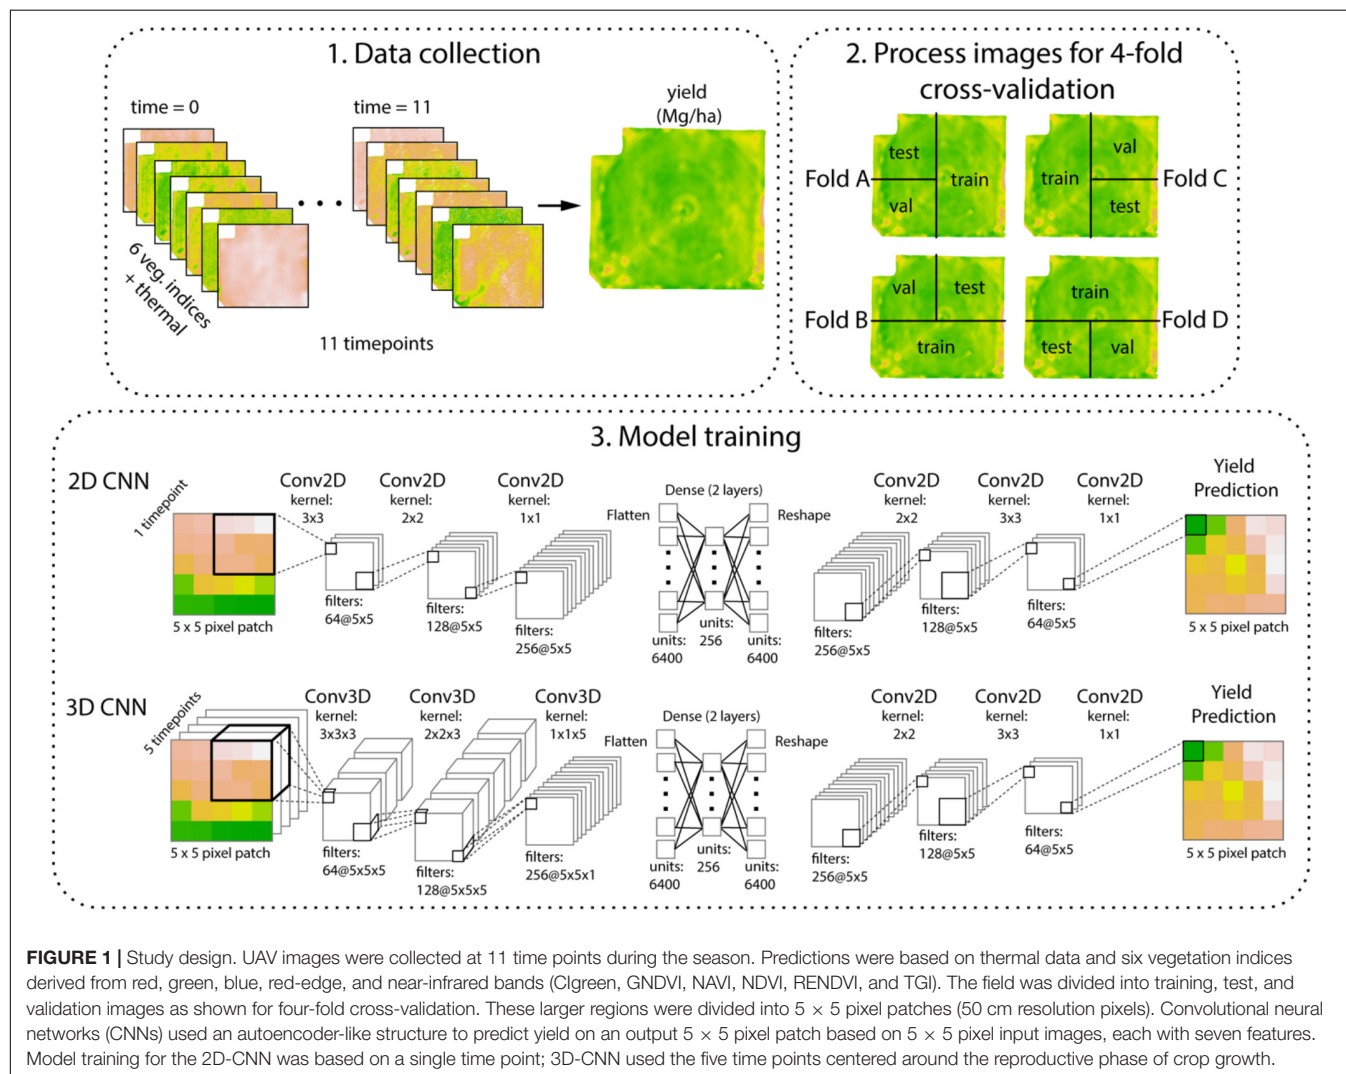 1. Data collection
time = 0
time = 11
yield
(Mg/ha)
6 veg. indices
+ thermal
11 timepoints
2. Process images for 4-fold
cross-validation
Fold A
test
val
train
train
val
test
Fold C
Fold B
val
test
train
train
test
val
Fold D
3. Model training
2D CNN
1 timepoint
5 x 5 pixel patch
Conv2D
kernel:
3x3
filters:
64@5x5
Conv2D
kernel:
2x2
filters:
128@5x5
Conv2D
kernel:
1x1
filters:
256@5x5
Flatten
Dense (2 layers)
Reshape
units:
6400
units:
256
units:
6400
Conv2D
kernel:
2x2
filters:
256@5x5
Conv2D
kernel:
3x3
filters:
128@5x5
Conv2D
kernel:
1x1
filters:
64@5x5
Yield
Prediction
5 x 5 pixel patch
3D CNN
5 timepoints
5 x 5 pixel patch
Conv3D
kernel:
3x3x3
filters:
64@5x5x5
Conv3D
kernel:
2x2x3
filters:
128@5x5x5
Conv3D
kernel:
1x1x5
filters:
256@5x5x1
Flatten
Dense (2 layers)
Reshape
units:
6400
units:
256
units:
6400
Conv2D
kernel:
2x2
filters:
256@5x5
Conv2D
kernel:
3x3
filters:
128@5x5
Conv2D
kernel:
1x1
filters:
64@5x5
Yield
Prediction
5 x 5 pixel patch
FIGURE 1 | Study design. UAV images were collected at 11 time points during the season. Predictions were based on thermal data and six vegetation indices
derived from red, green, blue, red-edge, and near-infrared bands (CIgreen, GNDVI, NAVI, NDVI, RENDVI, and TGI). The field was divided into training, test, and
validation images as shown for four-fold cross-validation. These larger regions were divided into 5 × 5 pixel patches (50 cm resolution pixels). Convolutional neural
networks (CNNs) used an autoencoder-like structure to predict yield on an output 5 × 5 pixel patch based on 5 × 5 pixel input images, each with seven features.
Model training for the 2D-CNN was based on a single time point; 3D-CNN used the five time points centered around the reproductive phase of crop growth.